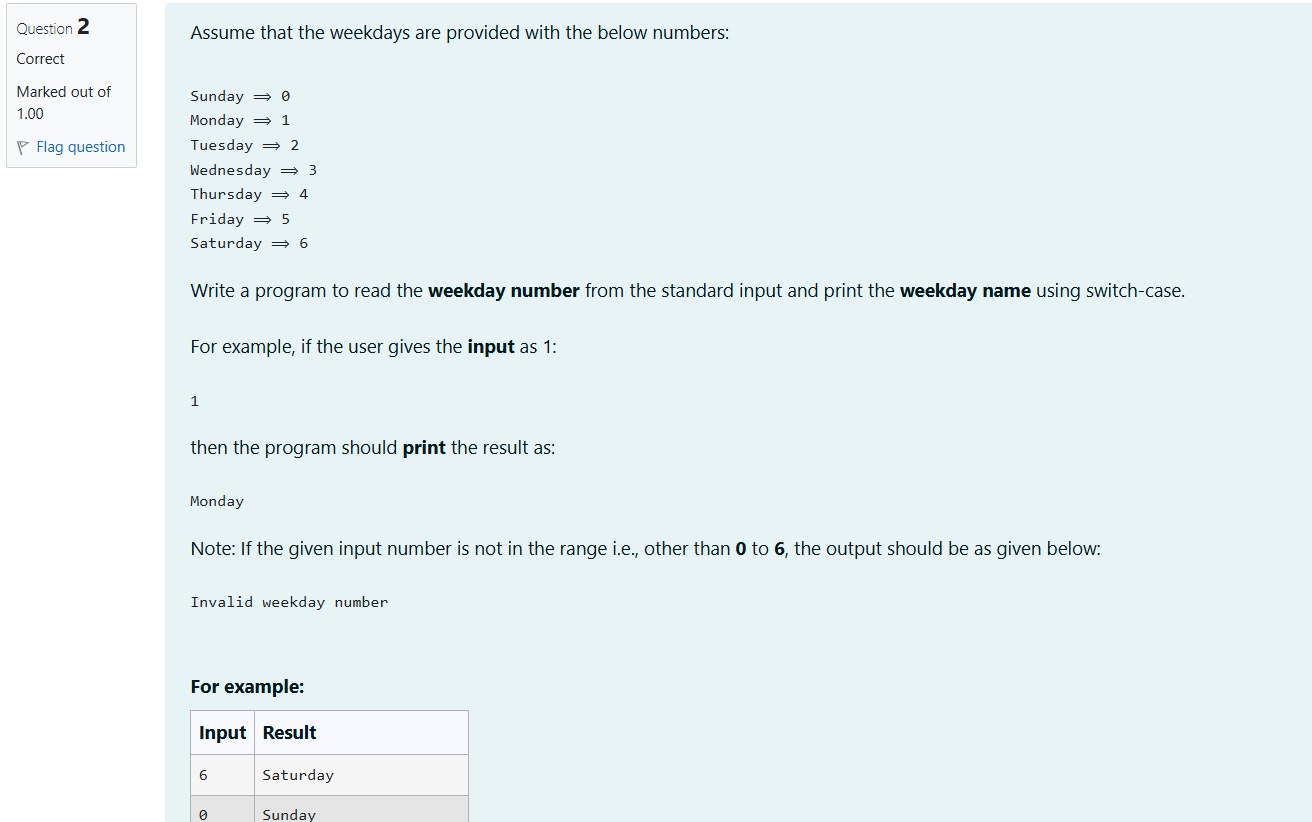 Question 2
Correct
Marked out of
1.00
Flag question
Assume that the weekdays are provided with the below numbers:
Sunday ⟹ 0
Monday ⟹ 1
Tuesday ⟹ 2
Wednesday ⟹ 3
Thursday ⟹ 4
Friday ⟹ 5
Saturday ⟹ 6
Write a program to read the weekday number from the standard input and print the weekday name using switch-case.
For example, if the user gives the input as 1:
1
then the program should print the result as:
Monday
Note: If the given input number is not in the range i.e., other than 0 to 6, the output should be as given below:
Invalid weekday number
For example:
Input Result
6 Saturday
0 Sunday